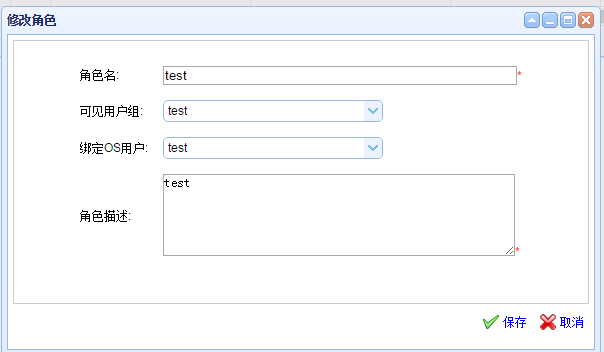 修改角色
角色名: test *
可见用户组: test
绑定OS用户: test
角色描述: test *
保存 取消